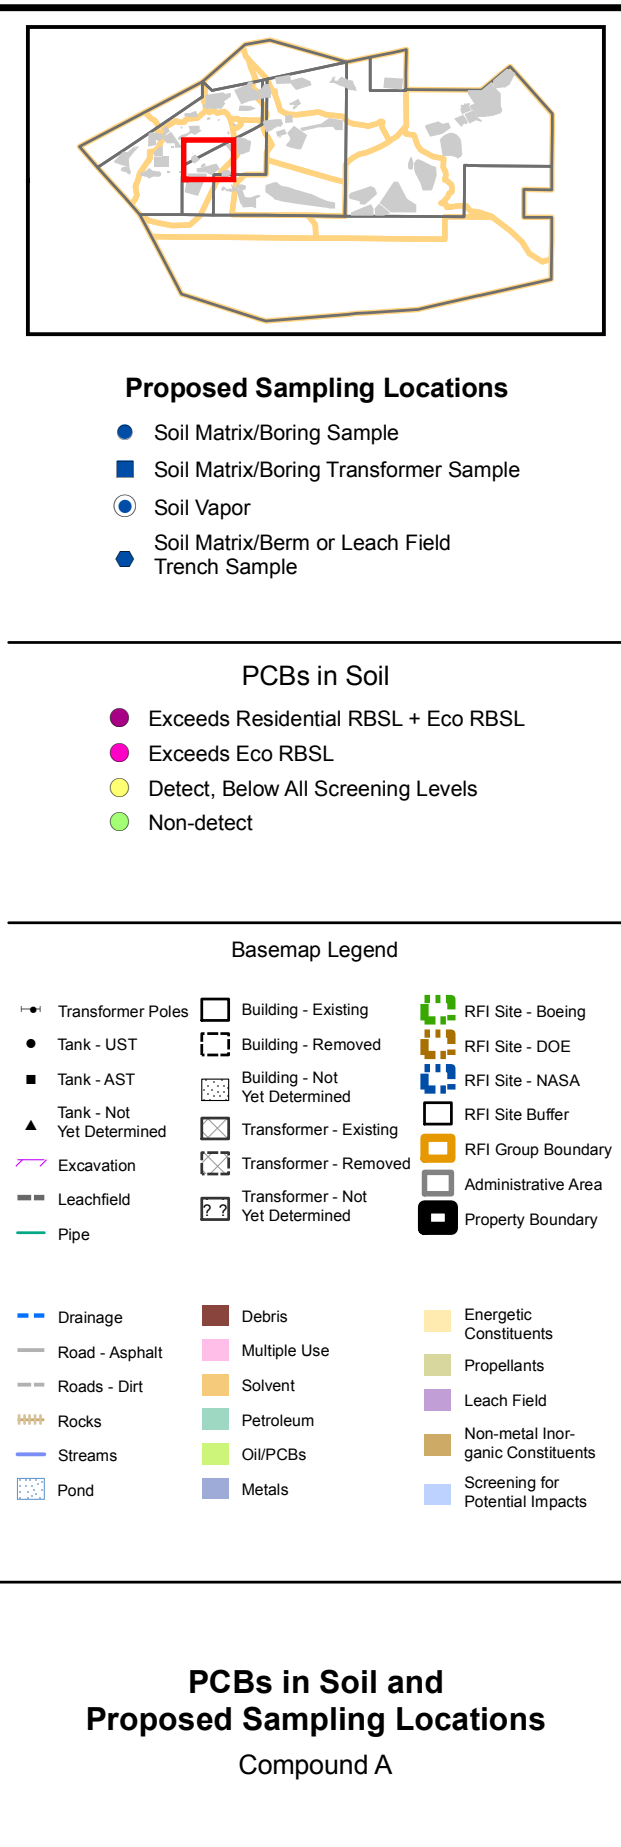 Proposed Sampling Locations
Soil Matrix/Boring Sample
Soil Matrix/Boring Transformer Sample
Soil Vapor
Soil Matrix/Berm or Leach Field
Trench Sample
PCBs in Soil
Exceeds Residential RBSL + Eco RBSL
Exceeds Eco RBSL
Detect, Below All Screening Levels
Non-detect
Basemap Legend
Transformer Poles
Tank - UST
Tank - AST
Tank - Not
Yet Determined
Excavation
Leachfield
Pipe
Building - Existing
Building - Removed
Building - Not
Yet Determined
Transformer - Existing
Transformer - Removed
? ?
Transformer - Not
Yet Determined
RFI Site - Boeing
RFI Site - DOE
RFI Site - NASA
RFI Site Buffer
RFI Group Boundary
Administrative Area
Property Boundary
Drainage
Road - Asphalt
Roads - Dirt
Rocks
Streams
Pond
Debris
Multiple Use
Solvent
Petroleum
Oil/PCBs
Metals
Energetic
Constituents
Propellants
Leach Field
Non-metal Inor-
ganic Constituents
Screening for
Potential Impacts
PCBs in Soil and
Proposed Sampling Locations
Compound A